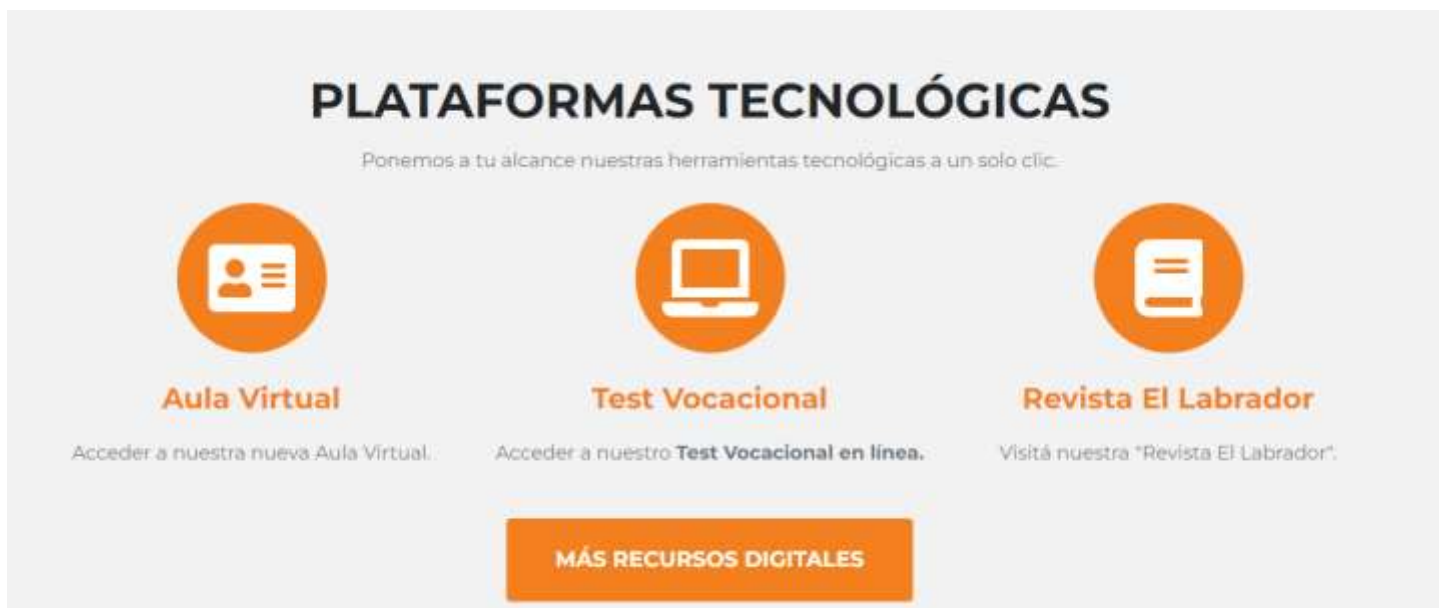 PLATAFORMAS TECNOLÓGICAS
Ponemos a tu alcance nuestras herramientas tecnológicas a un solo clic.
Aula Virtual
Acceder a nuestra nueva Aula Virtual.
Test Vocacional
Acceder a nuestro Test Vocacional en línea.
Revista El Labrador
Visitá nuestra "Revista El Labrador".
MÁS RECURSOS DIGITALES